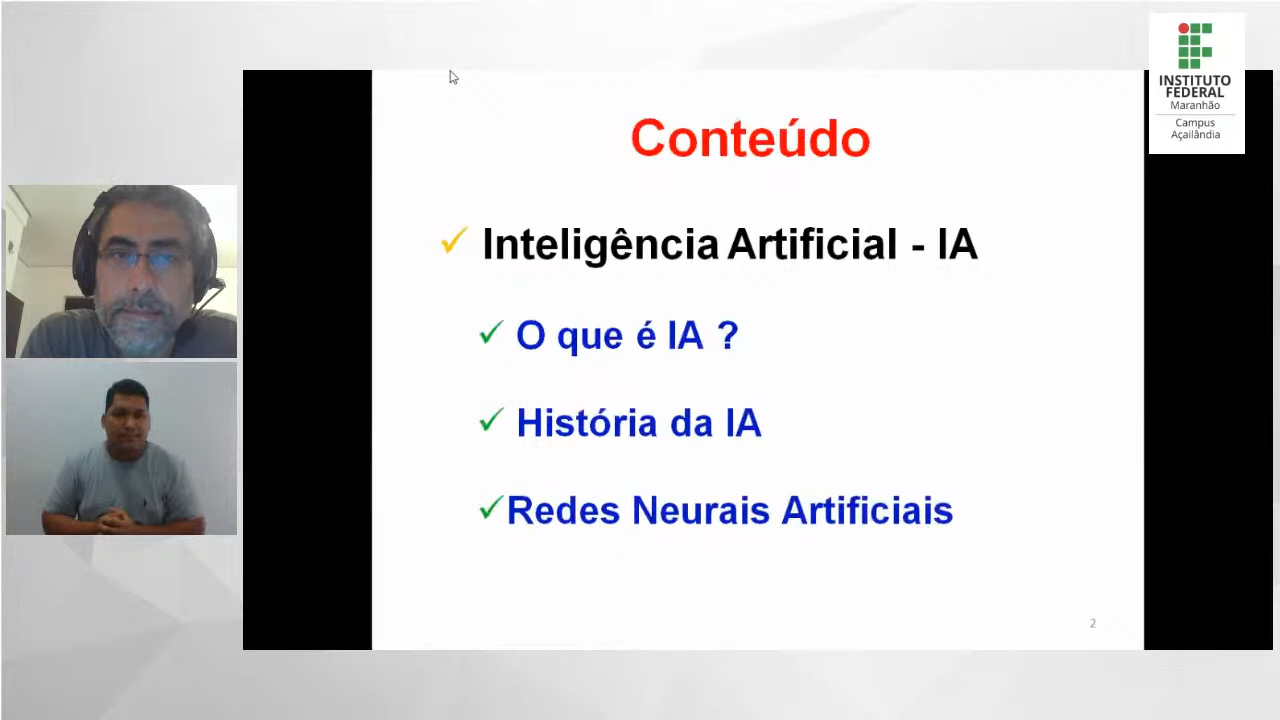 INSTITUTO
FEDERAL
Maranhão
Campus
Açailândia
Conteúdo
Inteligência Artificial - IA
O que é IA ?
História da IA
Redes Neurais Artificiais
2